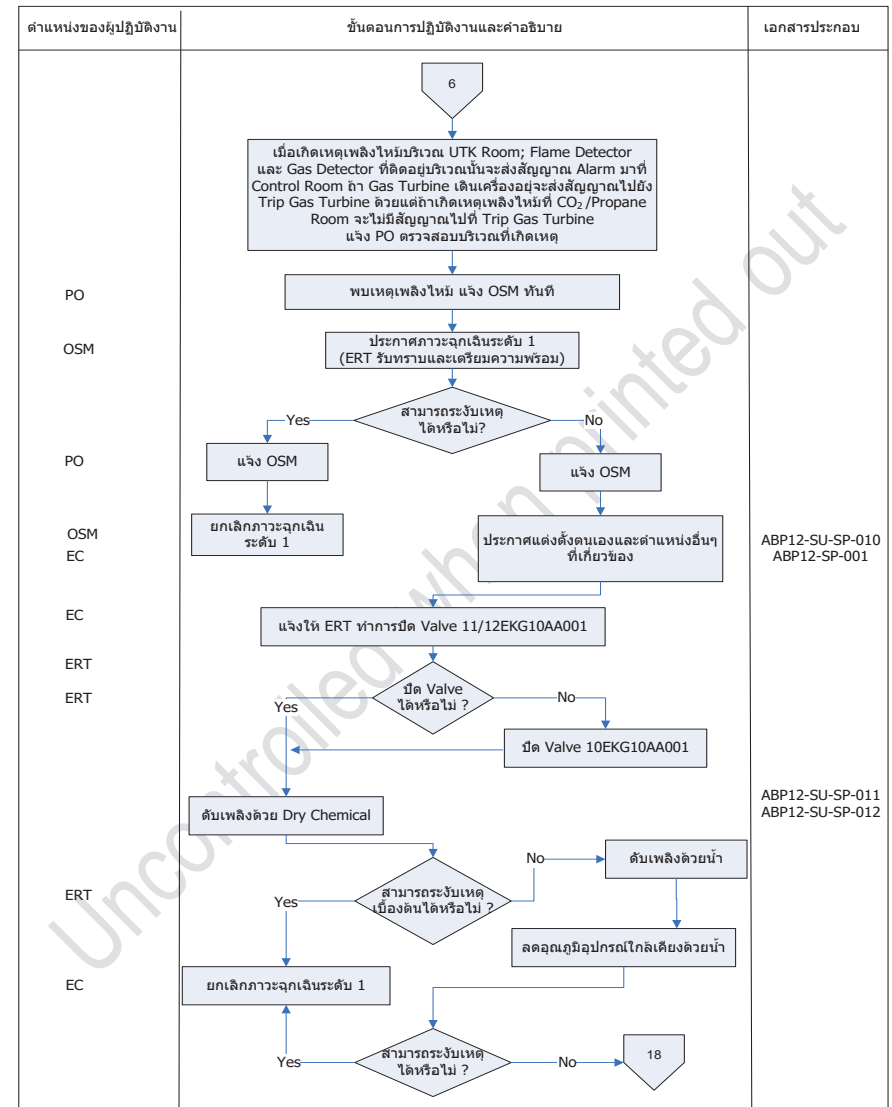 ตำแหน่งของผู้ปฏิบัติงาน
ขั้นตอนการปฏิบัติงานและคำอธิบาย
เอกสารประกอบ
6
เมื่อเกิดเหตุเพลิงไหม้บริเวณ UTK Room; Flame Detector
และ Gas Detector ที่ติดอยู่บริเวณนั้นจะส่งสัญญาณ Alarm มาที่
Control Room ถ้า Gas Turbine เดินเครื่องอยู่จะส่งสัญญาณไปยัง
Trip Gas Turbine ด้วยแต่ถ้าเกิดเหตุเพลิงไหม้ที่ CO2 /Propane
Room จะไม่มีสัญญาณไปที่ Trip Gas Turbine
แจ้ง PO ตรวจสอบบริเวณที่เกิดเหตุ
PO
พบเหตุเพลิงไหม้ แจ้ง OSM ทันที
OSM
ประกาศภาวะฉุกเฉินระดับ 1
(ERT รับทราบและเตรียมความพร้อม)
สามารถระงับเหตุ
ได้หรือไม่?
Yes
No
PO
แจ้ง OSM
แจ้ง OSM
OSM
EC
ยกเลิกภาวะฉุกเฉิน
ระดับ 1
ประกาศแต่งตั้งตนเองและตำแหน่งอื่นๆ
ที่เกี่ยวข้อง
ABP12-SU-SP-010
ABP12-SP-001
EC
แจ้งให้ ERT ทำการปิด Valve 11/12EKG10AA001
ERT
ERT
ปิด Valve
ได้หรือไม่ ?
Yes
No
ปิด Valve 10EKG10AA001
ดับเพลิงด้วย Dry Chemical
ABP12-SU-SP-011
ABP12-SU-SP-012
ERT
สามารถระงับเหตุ
เบื้องต้นได้หรือไม่ ?
Yes
No
ดับเพลิงด้วยน้ำ
ลดอุณภูมิอุปกรณ์ใกล้เคียงด้วยน้ำ
EC
ยกเลิกภาวะฉุกเฉินระดับ 1
สามารถระงับเหตุ
ได้หรือไม่ ?
Yes
No
18
Uncontrolled when printed out